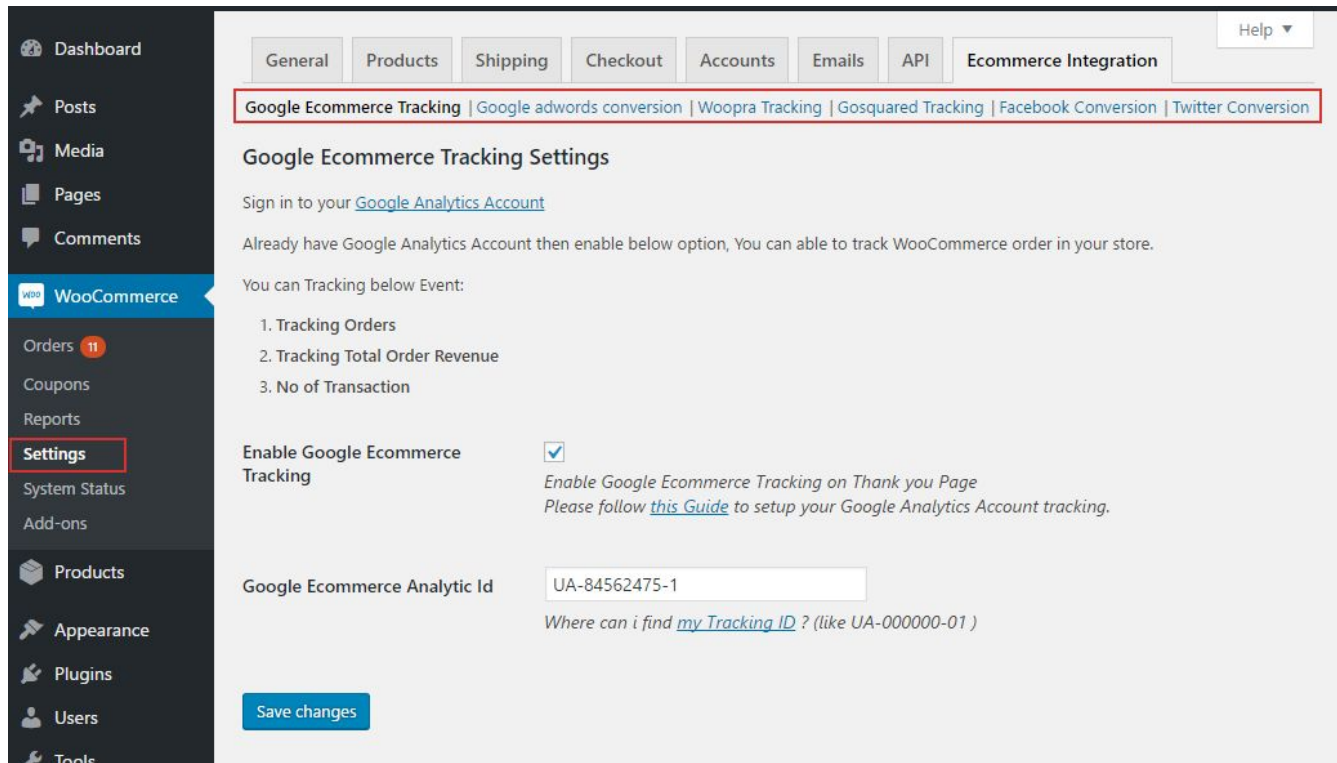 Help ▼
Dashboard
Posts
Media
Pages
Comments
WOO WooCommerce
Orders 11
Coupons
Reports
Settings
System Status
Add-ons
Products
Appearance
Plugins
Users
Tools
General Products Shipping Checkout Accounts Emails API Ecommerce Integration
Google Ecommerce Tracking | Google adwords conversion | Woopra Tracking | Gosquared Tracking | Facebook Conversion | Twitter Conversion
Google Ecommerce Tracking Settings
Sign in to your Google Analytics Account
Already have Google Analytics Account then enable below option, You can able to track WooCommerce order in your store.
You can Tracking below Event:
1. Tracking Orders
2. Tracking Total Order Revenue
3. No of Transaction
Enable Google Ecommerce
Tracking
Enable Google Ecommerce Tracking on Thank you Page
Please follow this Guide to setup your Google Analytics Account tracking.
Google Ecommerce Analytic Id UA-84562475-1
Where can i find my Tracking ID ? (like UA-000000-01 )
Save changes